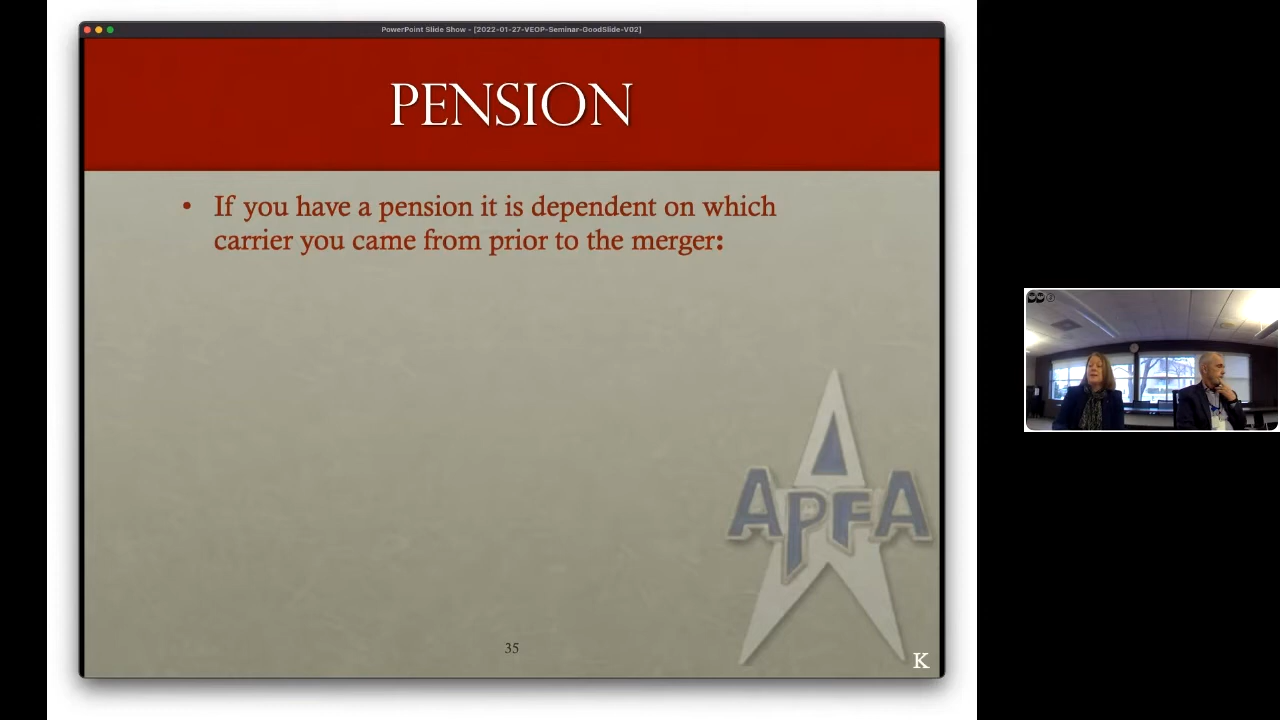 PowerPoint Slide Show - [2022-01-27-VEOP-Seminar-GoodSlide-V02]
PENSION
• If you have a pension it is dependent on which
carrier you came from prior to the merger:
APFA
35
K